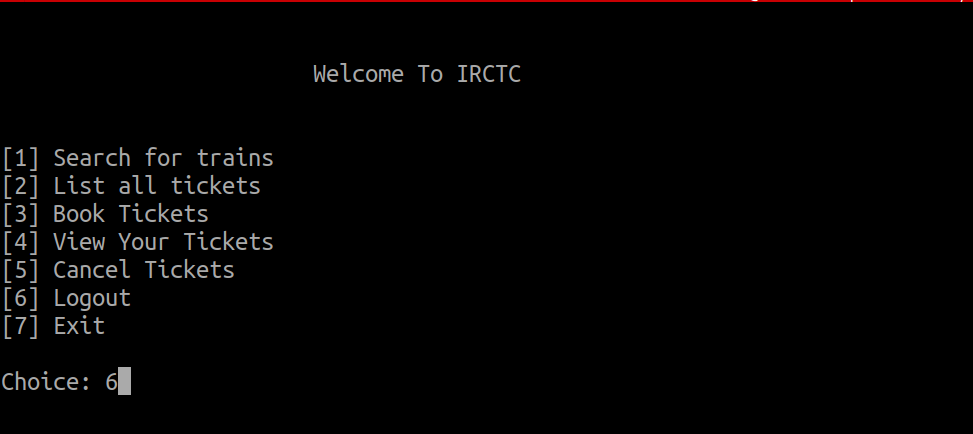 Welcome To IRCTC
[1] Search for trains
[2] List all tickets
[3] Book Tickets
[4] View Your Tickets
[5] Cancel Tickets
[6] Logout
[7] Exit
Choice: 6